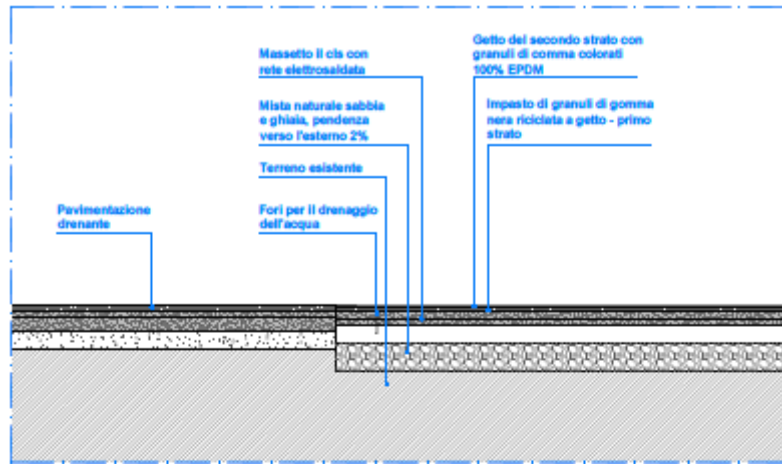 Massetto il cls con
rete elettrosaldata
Getto del secondo strato con
granuli di comma colorati
100% EPDM
Mista naturale sabbia
e ghiaia, pendenza
verso l'esterno 2%
Impasto di granuli di gomma
nera riciclata a getto - primo
strato
Terreno esistente
Pavimentazione
drenante
Fori per il drenaggio
dell'acqua